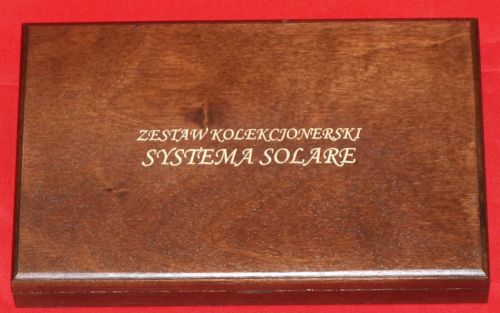 ZESTAW KOLEKCJONERSKI
SYSTEMA SOLARE